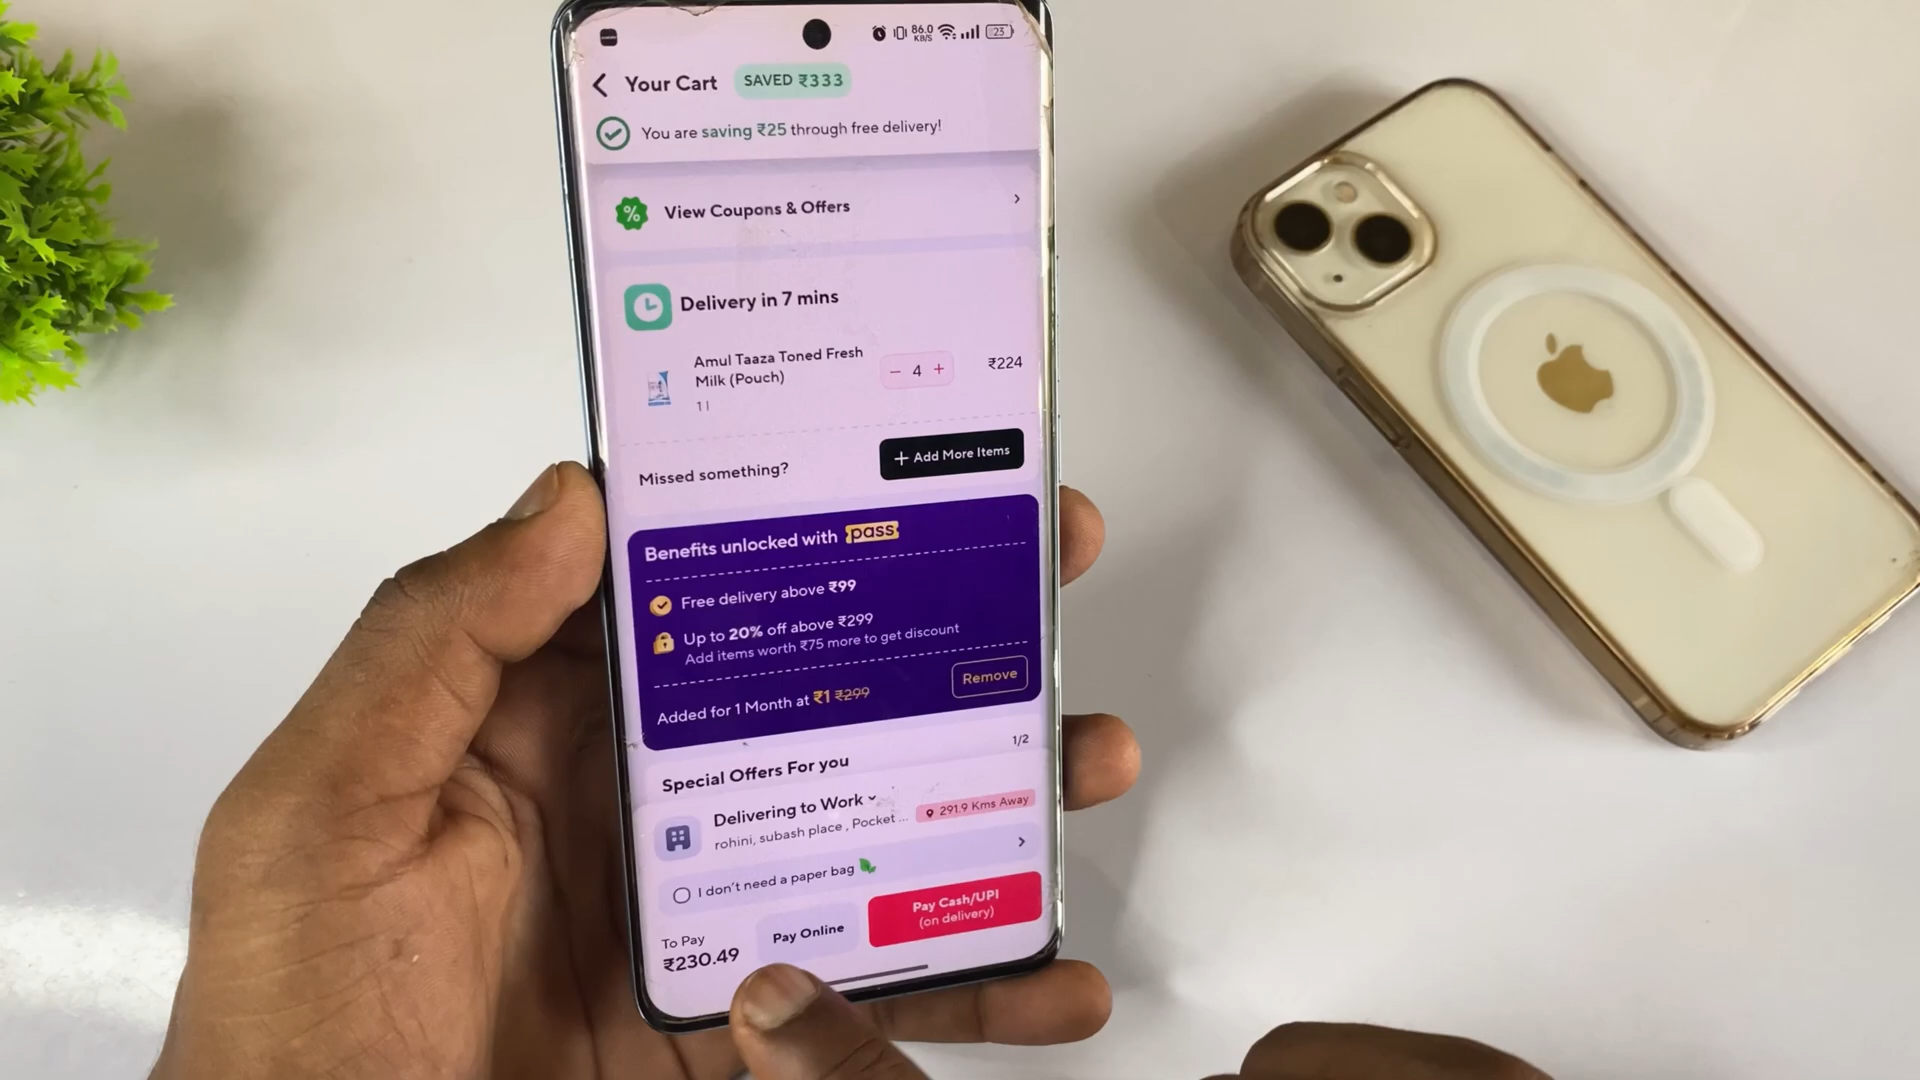 86.0
KB/S
23
Your Cart
SAVED ₹333
You are saving ₹25 through free delivery!
%
View Coupons & Offers
Delivery in 7 mins
Amul Taaza Toned Fresh
Milk (Pouch)
1 l
− 4 +
₹224
Missed something?
+ Add More Items
Benefits unlocked with pass
Free delivery above ₹99
Up to 20% off above ₹299
Add items worth ₹75 more to get discount
Added for 1 Month at ₹1 ₹299
Remove
1/2
Special Offers For you
Delivering to Work
rohini, subash place , Pocket ...
291.9 Kms Away
I don't need a paper bag
To Pay
₹230.49
Pay Online
Pay Cash/UPI
(on delivery)